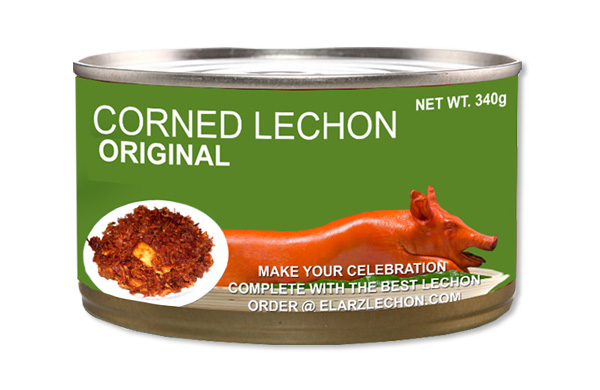 CORNED LECHON
ORIGINAL
NET WT. 340g
MAKE YOUR CELEBRATION
COMPLETE WITH THE BEST LECHON
ORDER @ ELARZLECHON.COM